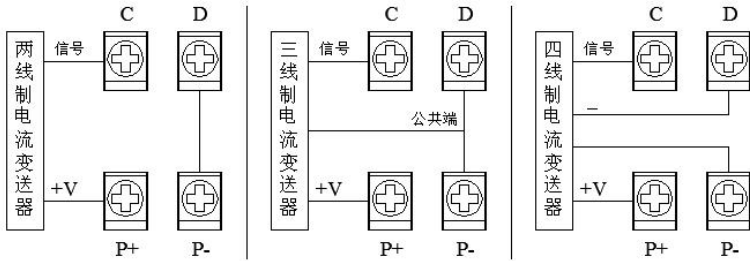 C D
信号
两线制电流变送器
+V
P+ P-
C D
信号
三线制电流变送器
公共端
+V
P+ P-
C D
信号
四线制电流变送器
−
+V
P+ P-